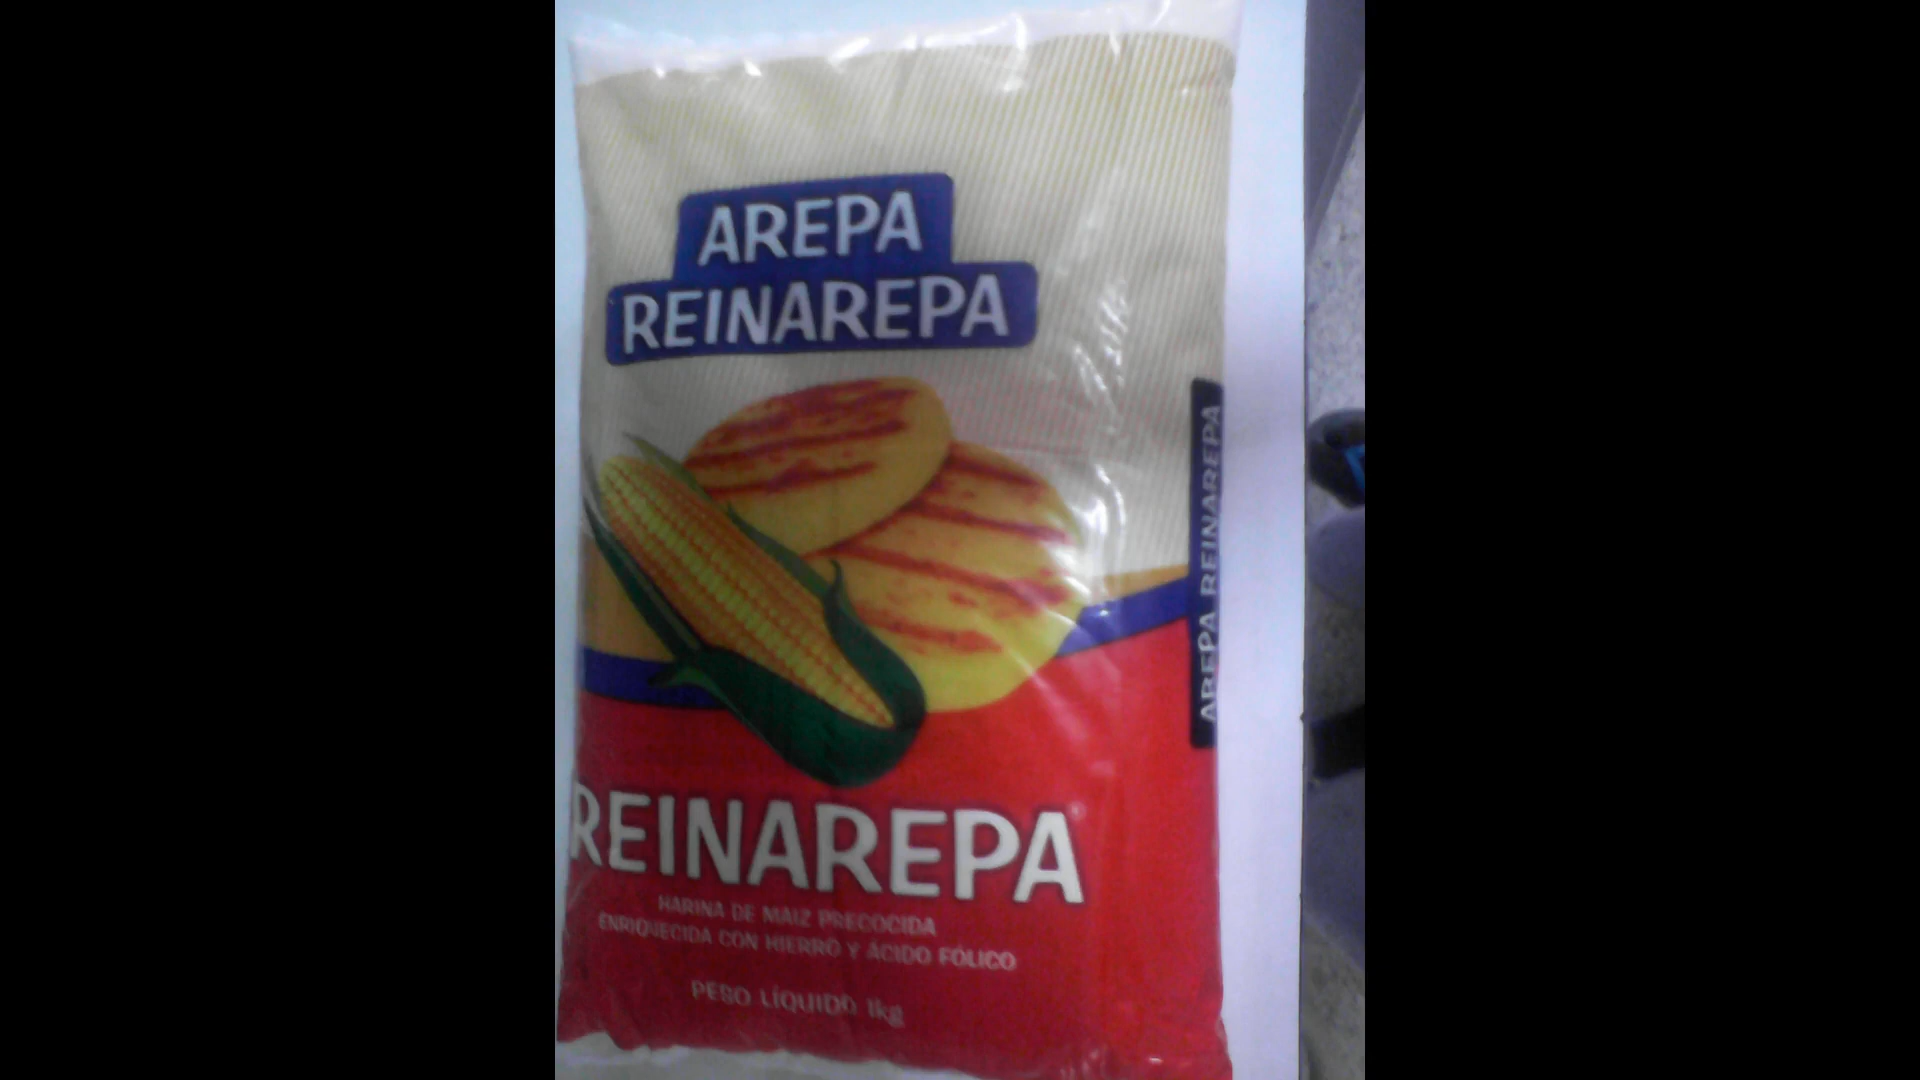 AREPA
REINAREPA
AREPA REINAREPA
REINAREPA®
HARINA DE MAIZ PRECOCIDA
ENRIQUECIDA CON HIERRO Y ÁCIDO FÓLICO
PESO LÍQUIDO 1kg